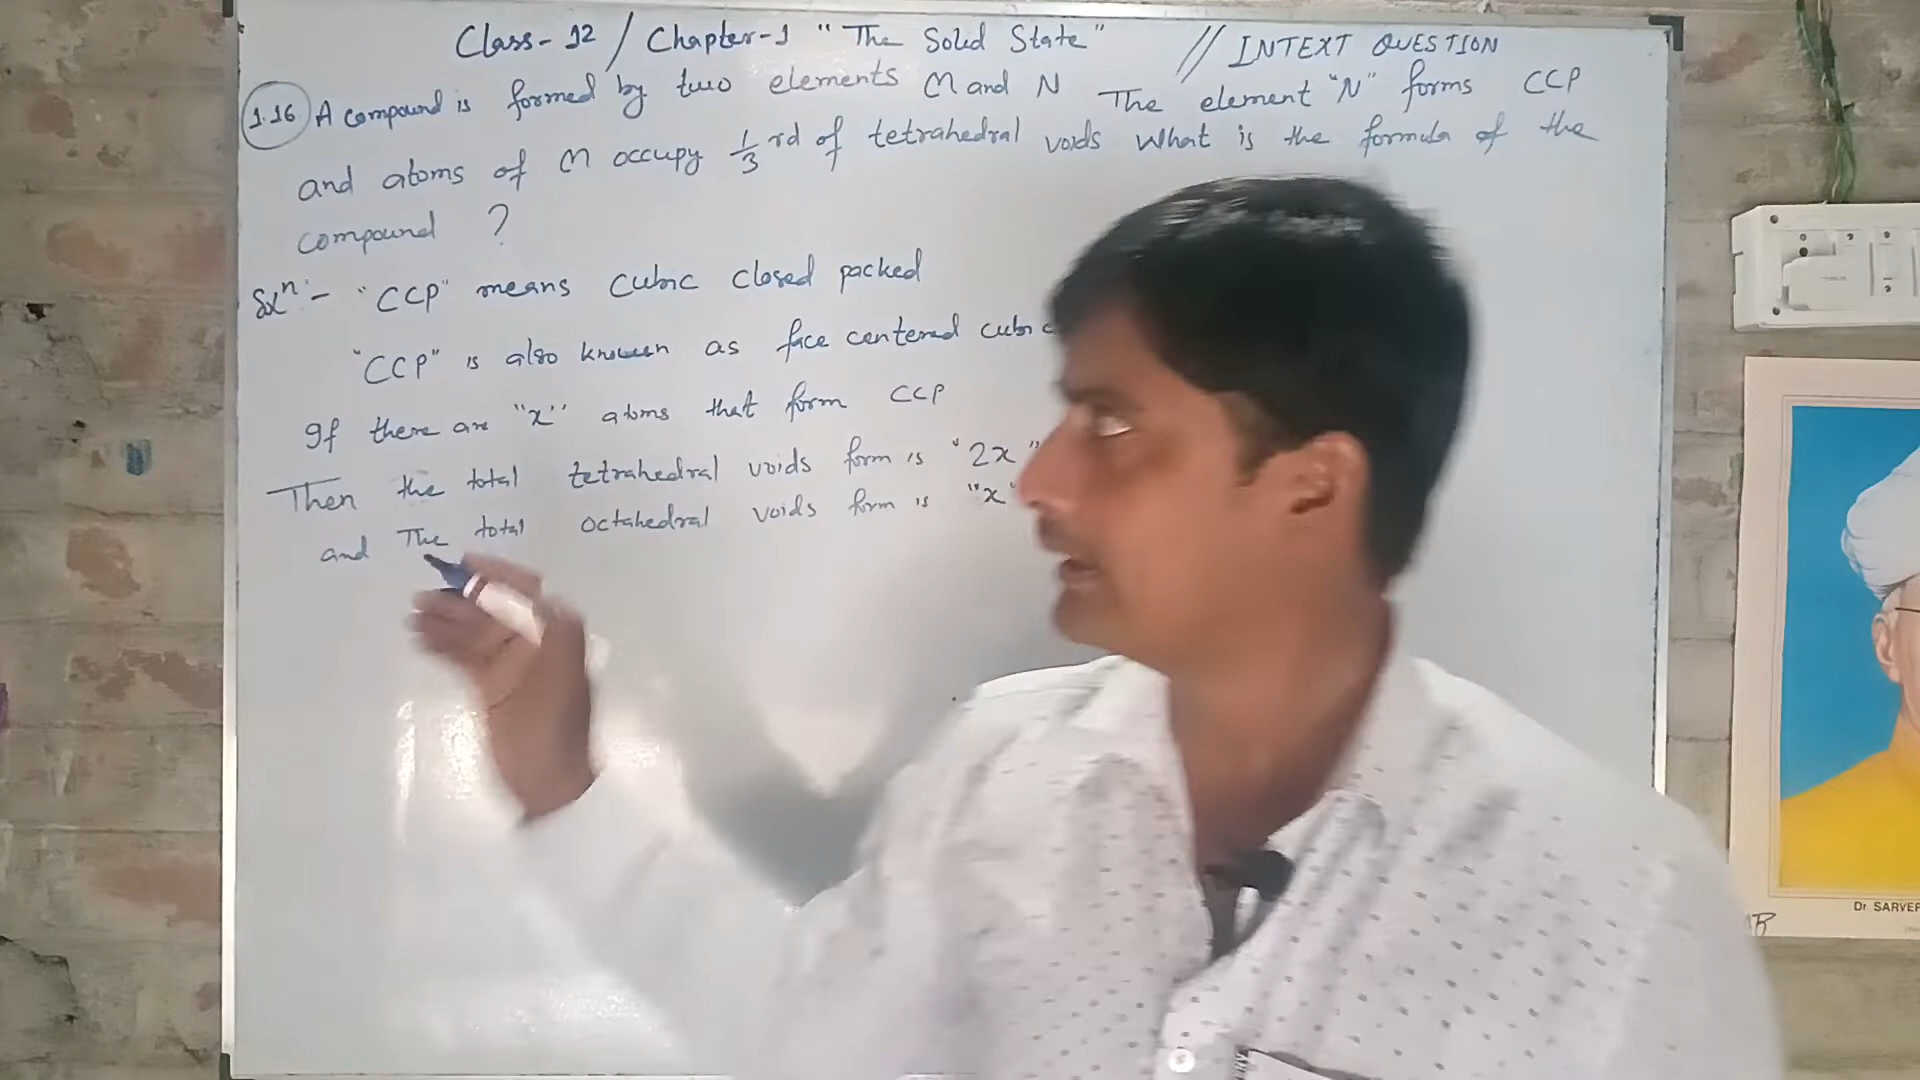 Class-12 / Chapter-1 "The Solid State" // INTEXT QUESTION
1.16 A compound is formed by two elements M and N The element "N" forms CCP
and atoms of M occupy 1/3 rd of tetrahedral voids What is the formula of the
compound ?
Solⁿ:- "CCP" means cubic closed packed
"CCP" is also known as face centered cubic
If there are "x" atoms that form CCP
Then the total tetrahedral voids form is "2x"
and The total octahedral voids form is "x"
Dr. SARVEP